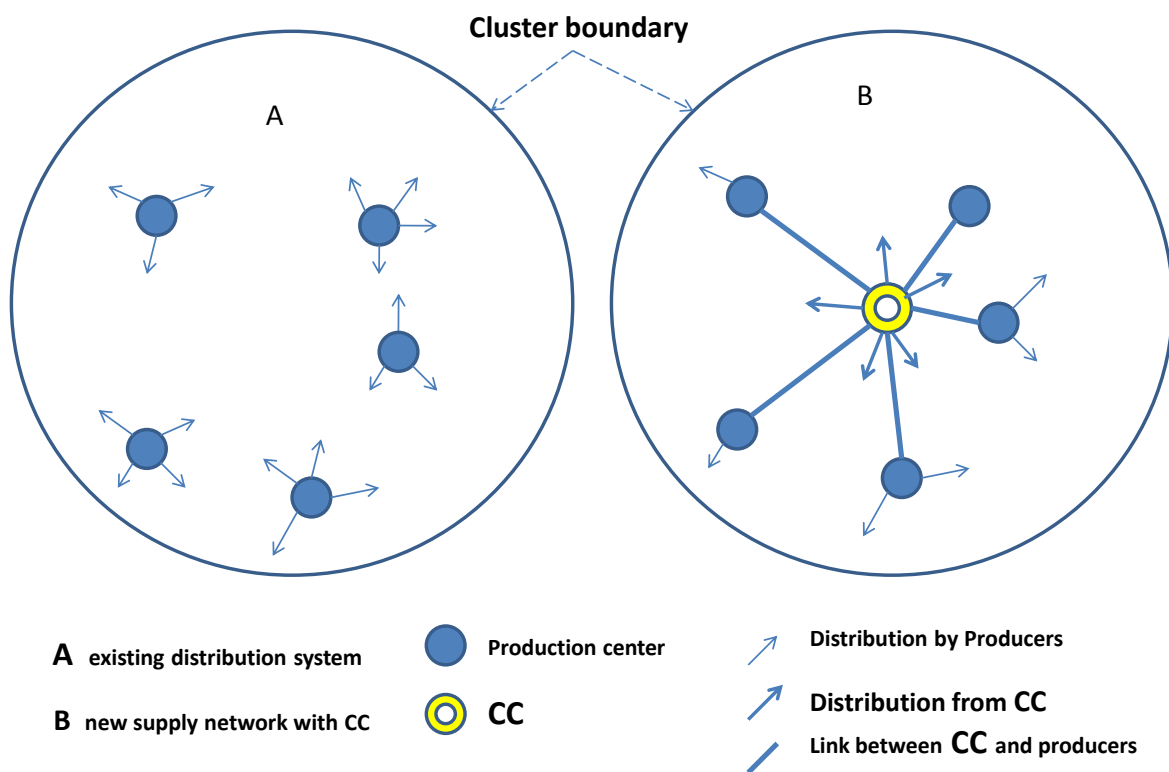 Cluster boundary
A
B
A existing distribution system
B new supply network with CC
Production center
CC
Distribution by Producers
Distribution from CC
Link between CC and producers